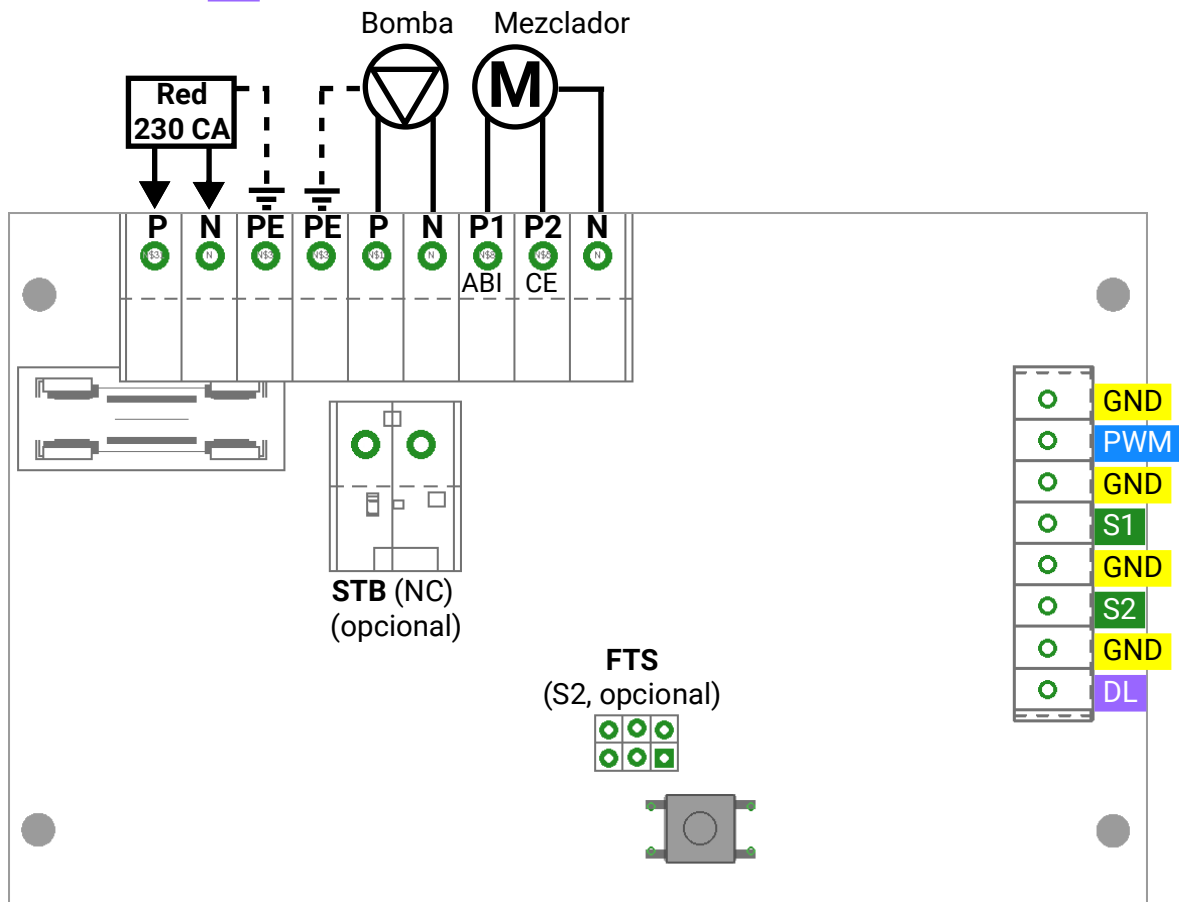 Bomba Mezclador
Red
230 CA
M
P N PE PE P N P1 P2 N
ABI CE
GND
PWM
GND
S1
GND
S2
GND
DL
STB (NC)
(opcional)
FTS
(S2, opcional)